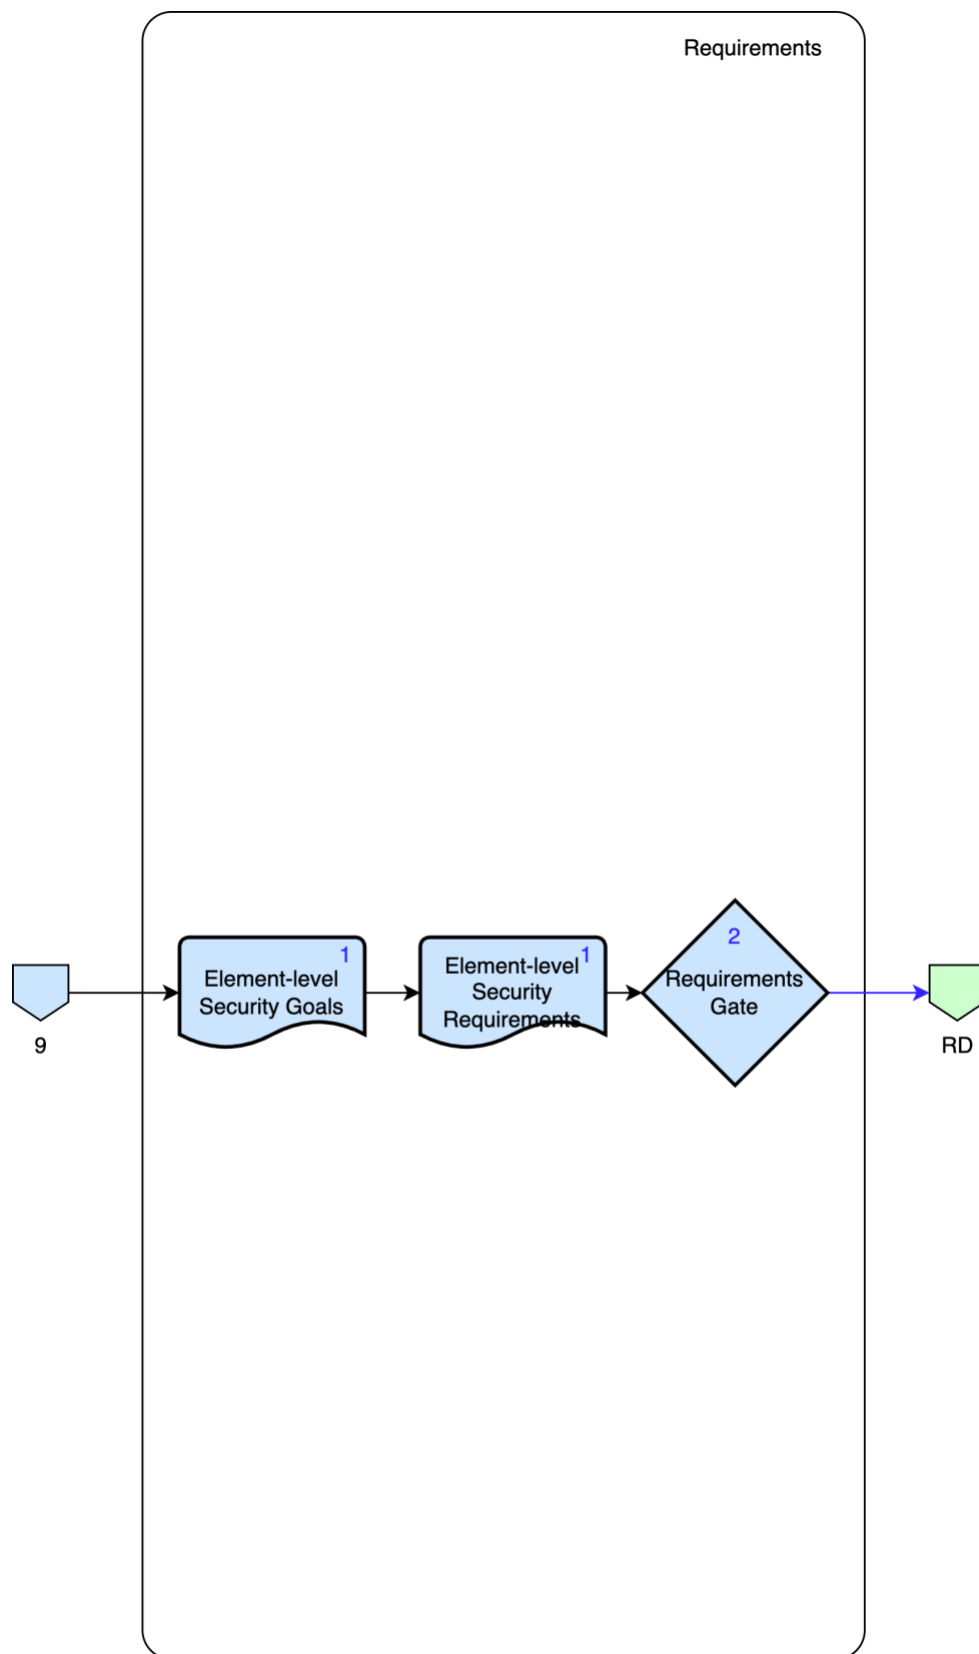 Requirements
1
Element-level
Security Goals
1
Element-level
Security
Requirements
2
Requirements
Gate
9
RD